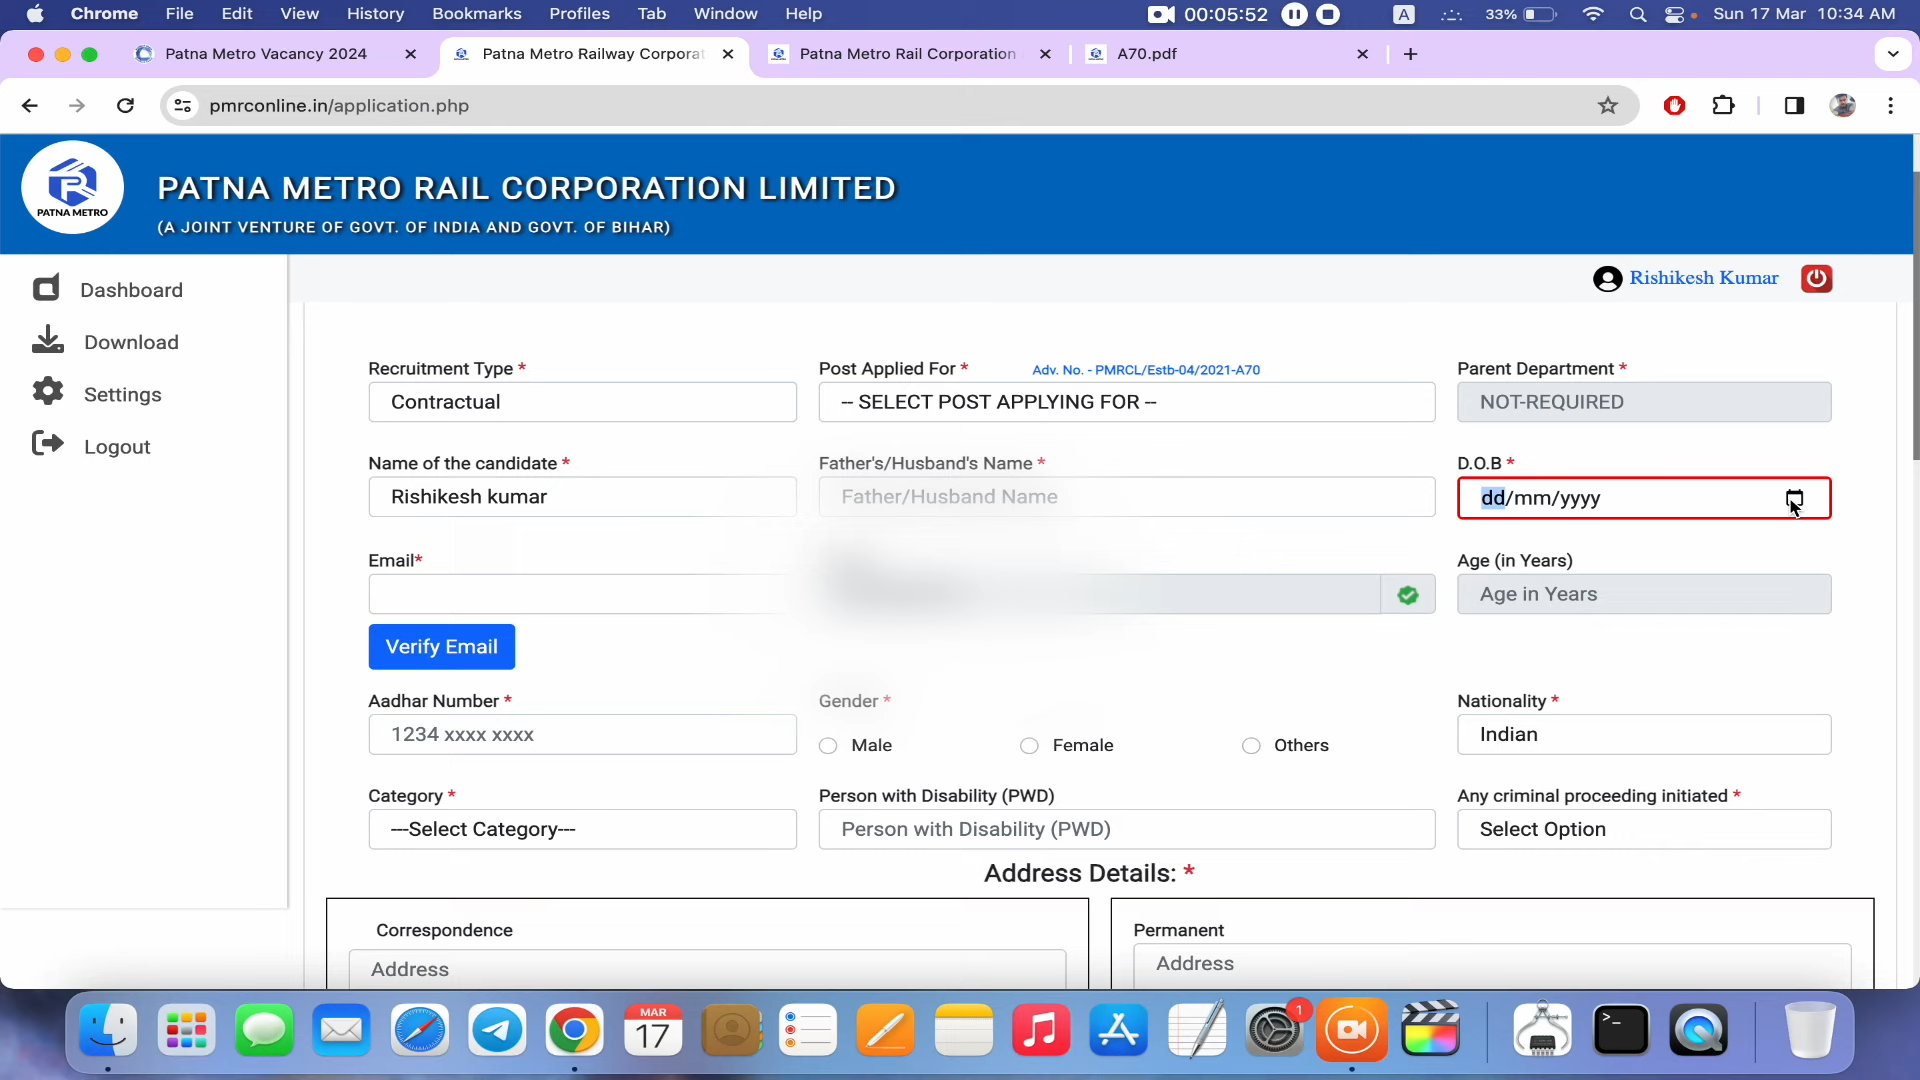 Chrome File Edit View History Bookmarks Profiles Tab Window Help 00:05:52 A 33% Sun 17 Mar 10:34 AM
Patna Metro Vacancy 2024 Patna Metro Railway Corporat Patna Metro Rail Corporation A70.pdf
pmrconline.in/application.php
PATNA METRO
PATNA METRO RAIL CORPORATION LIMITED
(A JOINT VENTURE OF GOVT. OF INDIA AND GOVT. OF BIHAR)
Rishikesh Kumar
Dashboard
Download
Settings
Logout
Recruitment Type * Post Applied For * Adv. No. - PMRCL/Estb-04/2021-A70 Parent Department *
Contractual -- SELECT POST APPLYING FOR -- NOT-REQUIRED
Name of the candidate * Father's/Husband's Name * D.O.B *
Rishikesh kumar Father/Husband Name dd/mm/yyyy
Email* Age (in Years)
Age in Years
Verify Email
Aadhar Number * Gender * Nationality *
1234 xxxx xxxx Male Female Others Indian
Category * Person with Disability (PWD) Any criminal proceeding initiated *
---Select Category--- Person with Disability (PWD) Select Option
Address Details: *
Correspondence Permanent
Address Address
MAR
17
1
>_